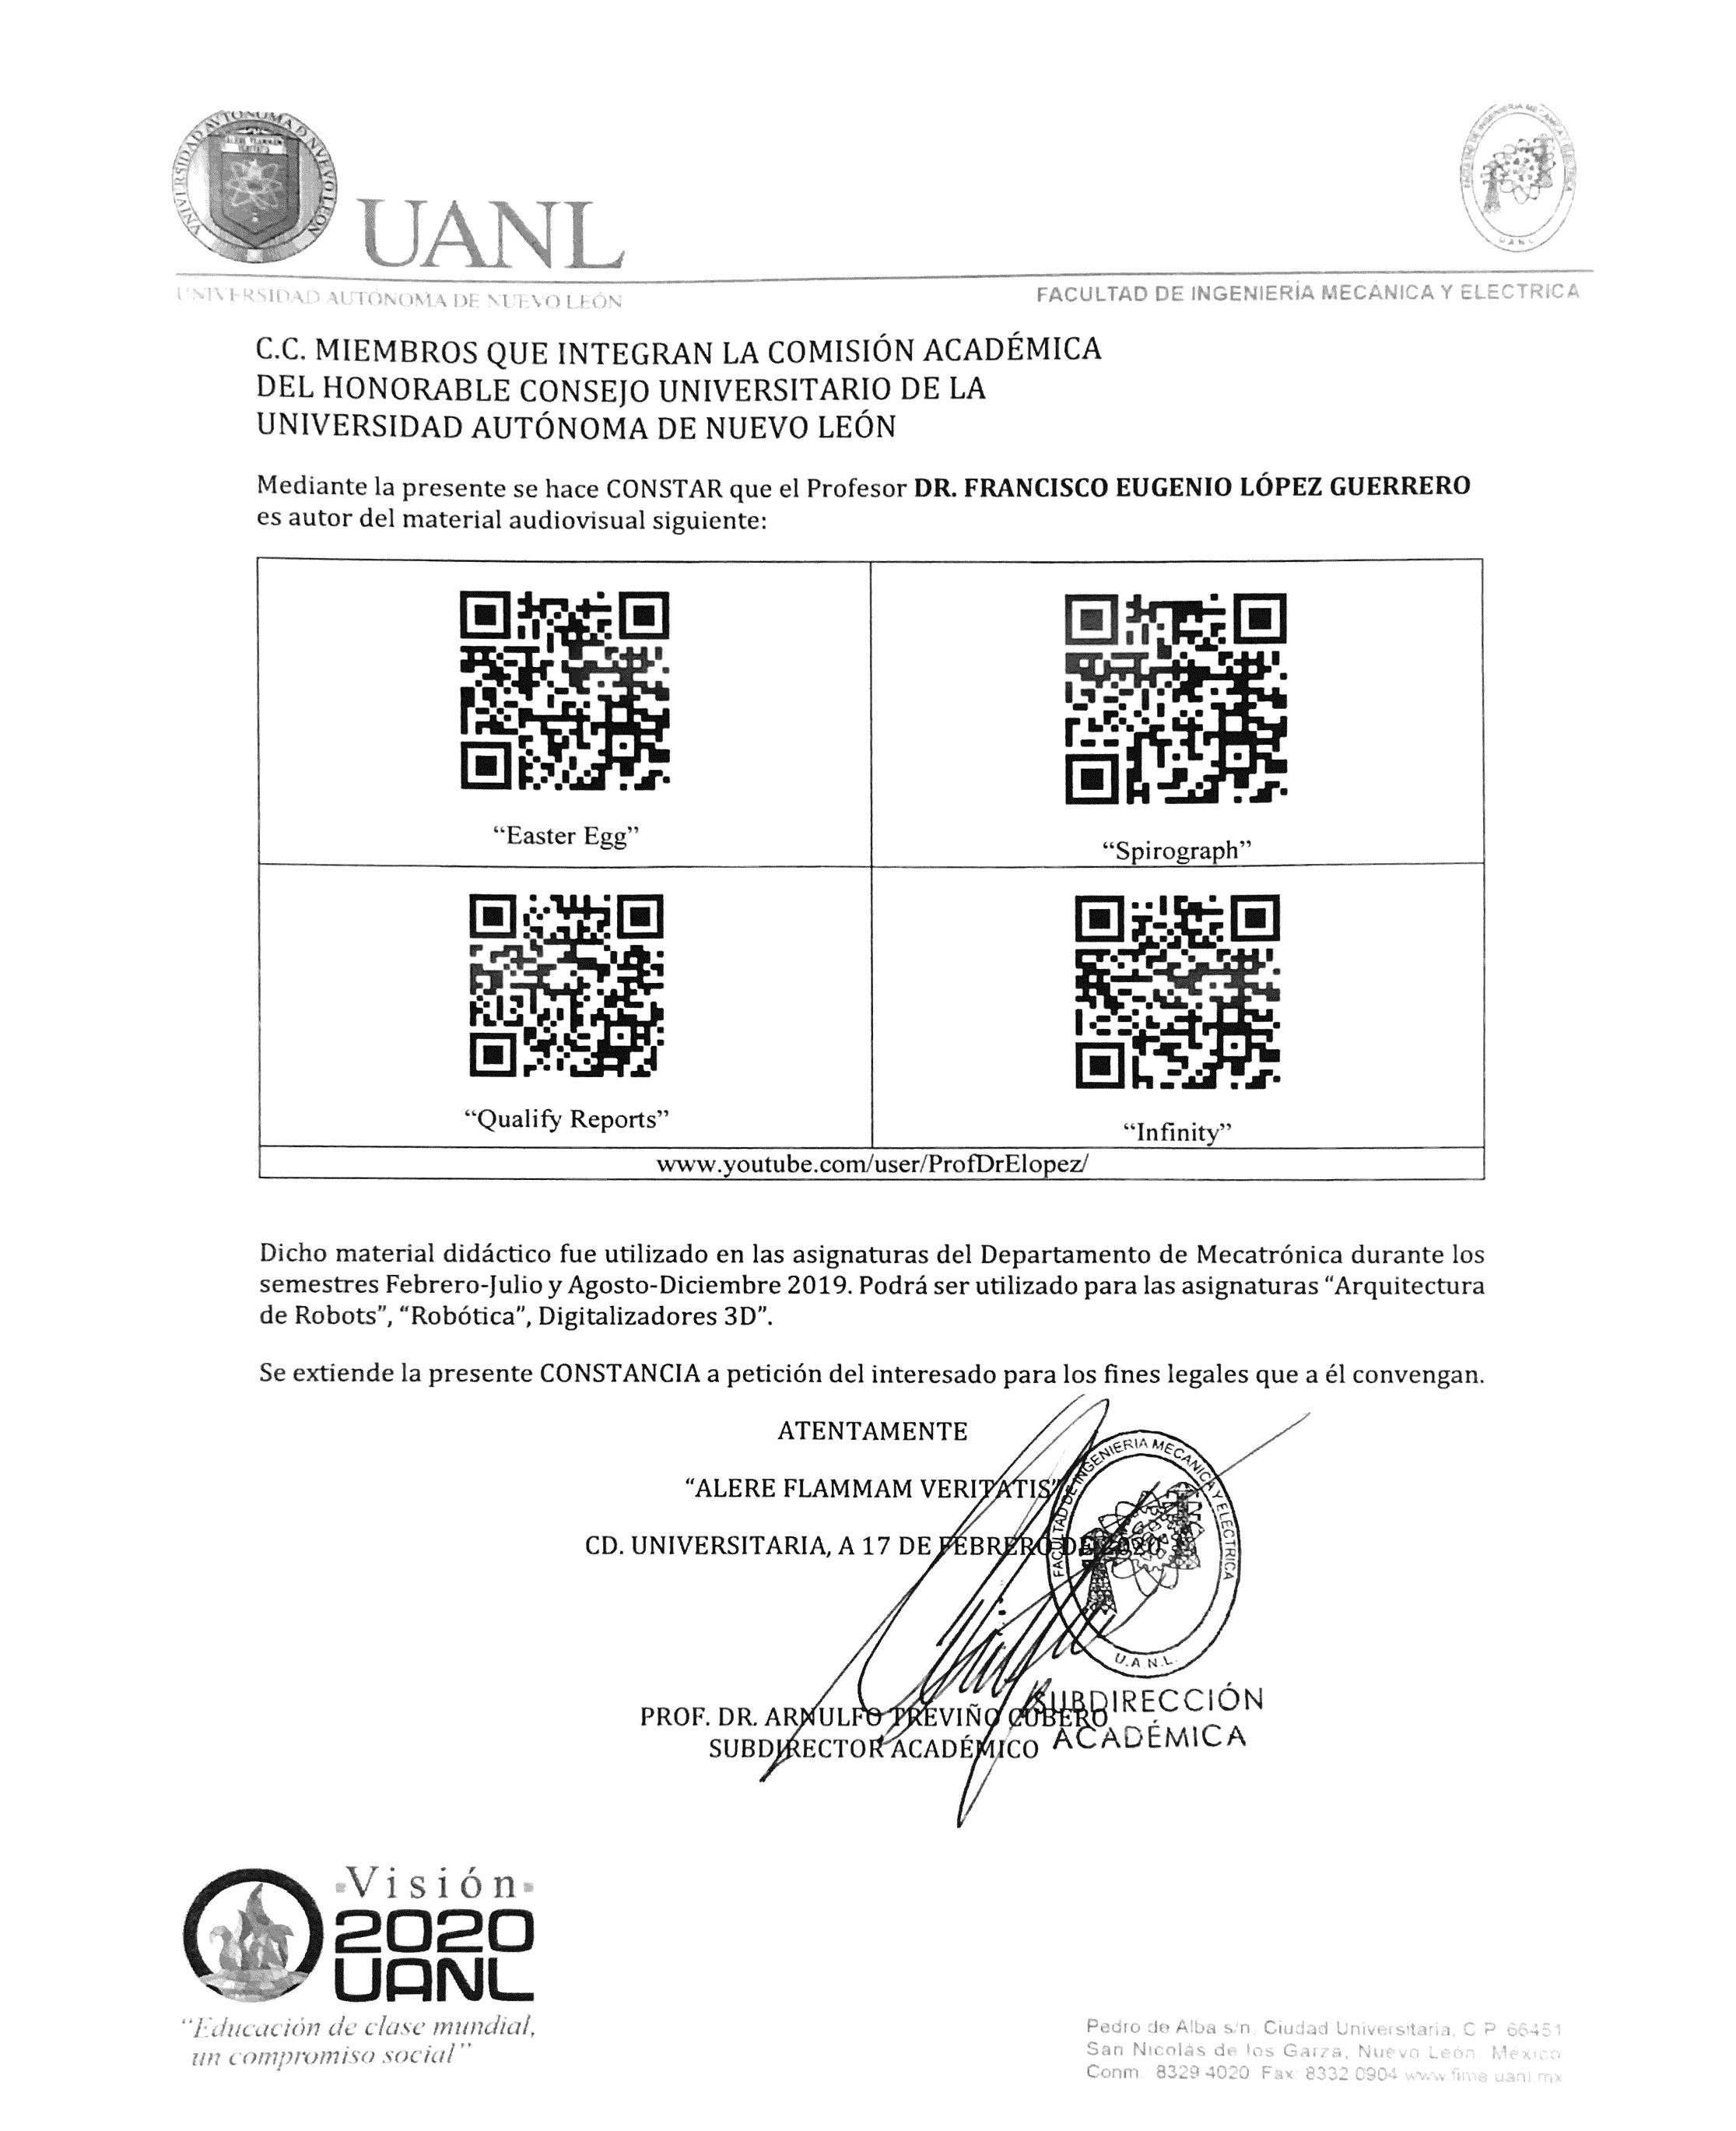 UNIVERSIDAD AUTÓNOMA DE NUEVO LEÓN
UANL
UNIVERSIDAD AUTÓNOMA DE NUEVO LEÓN
FACULTAD DE INGENIERÍA MECÁNICA Y ELECTRICA
U A N L
FACULTAD DE INGENIERÍA MECÁNICA Y ELECTRICA
C.C. MIEMBROS QUE INTEGRAN LA COMISIÓN ACADÉMICA
DEL HONORABLE CONSEJO UNIVERSITARIO DE LA
UNIVERSIDAD AUTÓNOMA DE NUEVO LEÓN
Mediante la presente se hace CONSTAR que el Profesor DR. FRANCISCO EUGENIO LÓPEZ GUERRERO
es autor del material audiovisual siguiente:
“Easter Egg”
“Spirograph”
“Qualify Reports”
“Infinity”
www.youtube.com/user/ProfDrElopez/
Dicho material didáctico fue utilizado en las asignaturas del Departamento de Mecatrónica durante los
semestres Febrero-Julio y Agosto-Diciembre 2019. Podrá ser utilizado para las asignaturas “Arquitectura
de Robots”, “Robótica”, Digitalizadores 3D”.
Se extiende la presente CONSTANCIA a petición del interesado para los fines legales que a él convengan.
ATENTAMENTE
“ALERE FLAMMAM VERITATIS”
CD. UNIVERSITARIA, A 17 DE FEBRERO DE 2020
FACULTAD DE INGENIERIA MECANICA Y ELECTRICA
U.A.N.L.
PROF. DR. ARNULFO TREVIÑO CUBERO
SUBDIRECTOR ACADÉMICO
SUBDIRECCIÓN
ACADÉMICA
Visión
2020
UANL
“Educación de clase mundial,
un compromiso social”
Pedro de Alba s/n, Ciudad Universitaria, C.P. 66451
San Nicolás de los Garza, Nuevo León, México
Conm. 8329 4020 Fax: 8332 0904 www.fime.uanl.mx